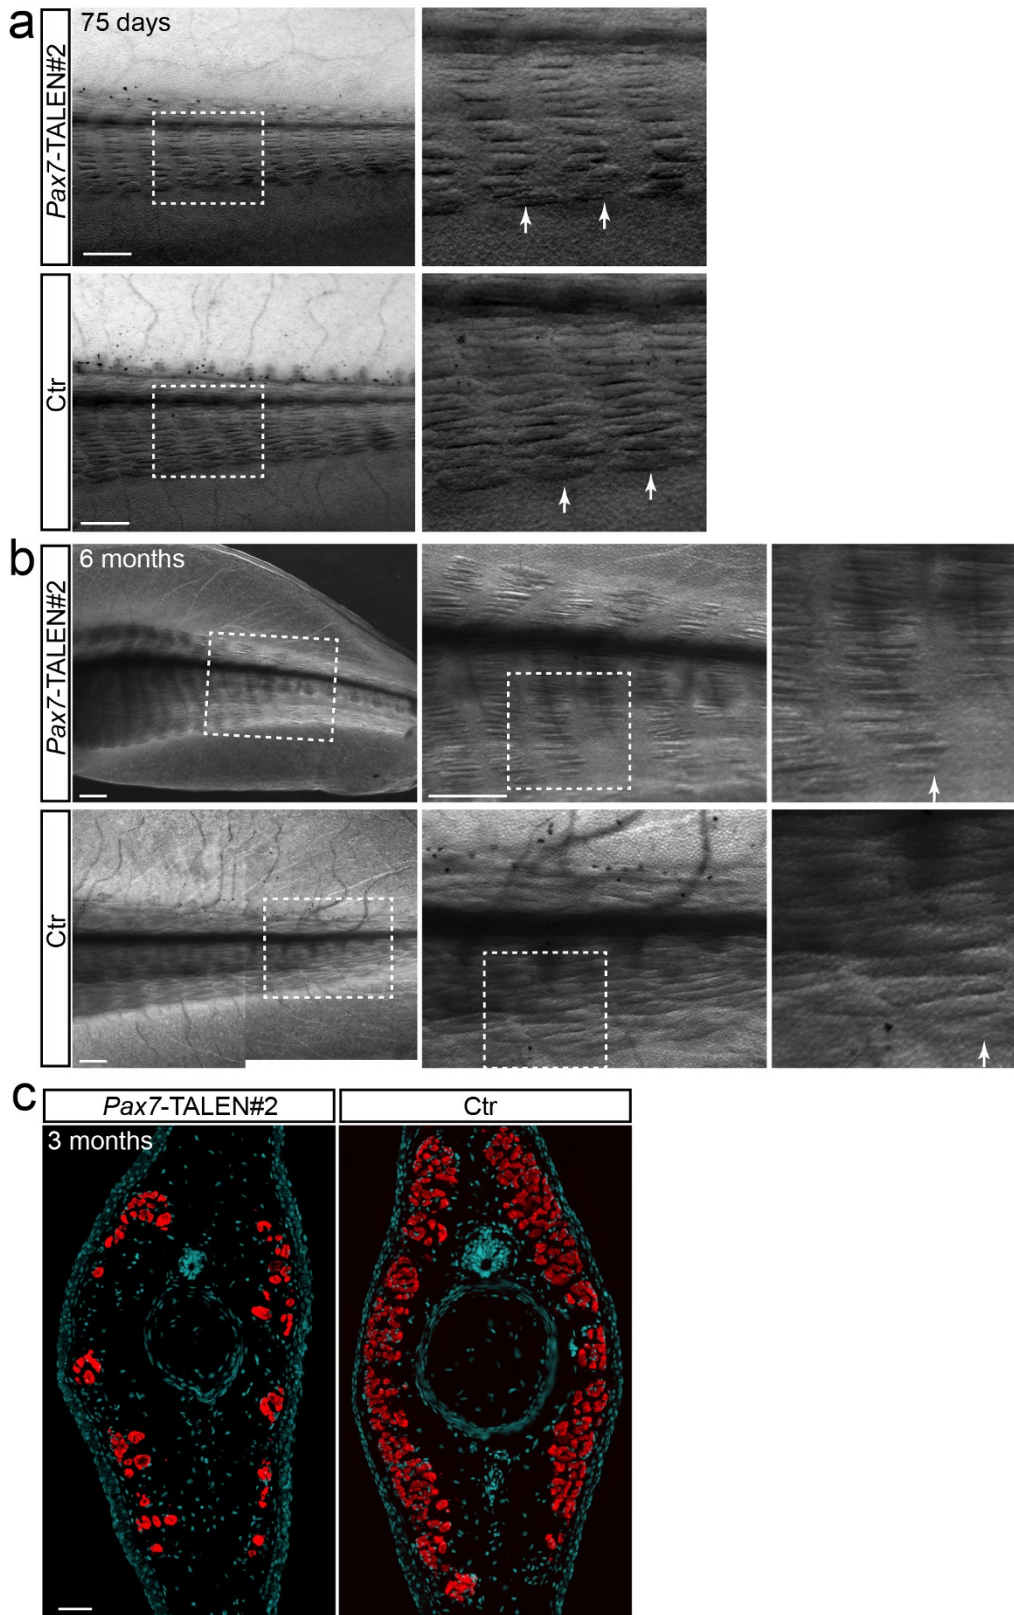 a
75 days
Pax7-TALEN#2
Ctr
b
6 months
Pax7-TALEN#2
Ctr
c
Pax7-TALEN#2
Ctr
3 months